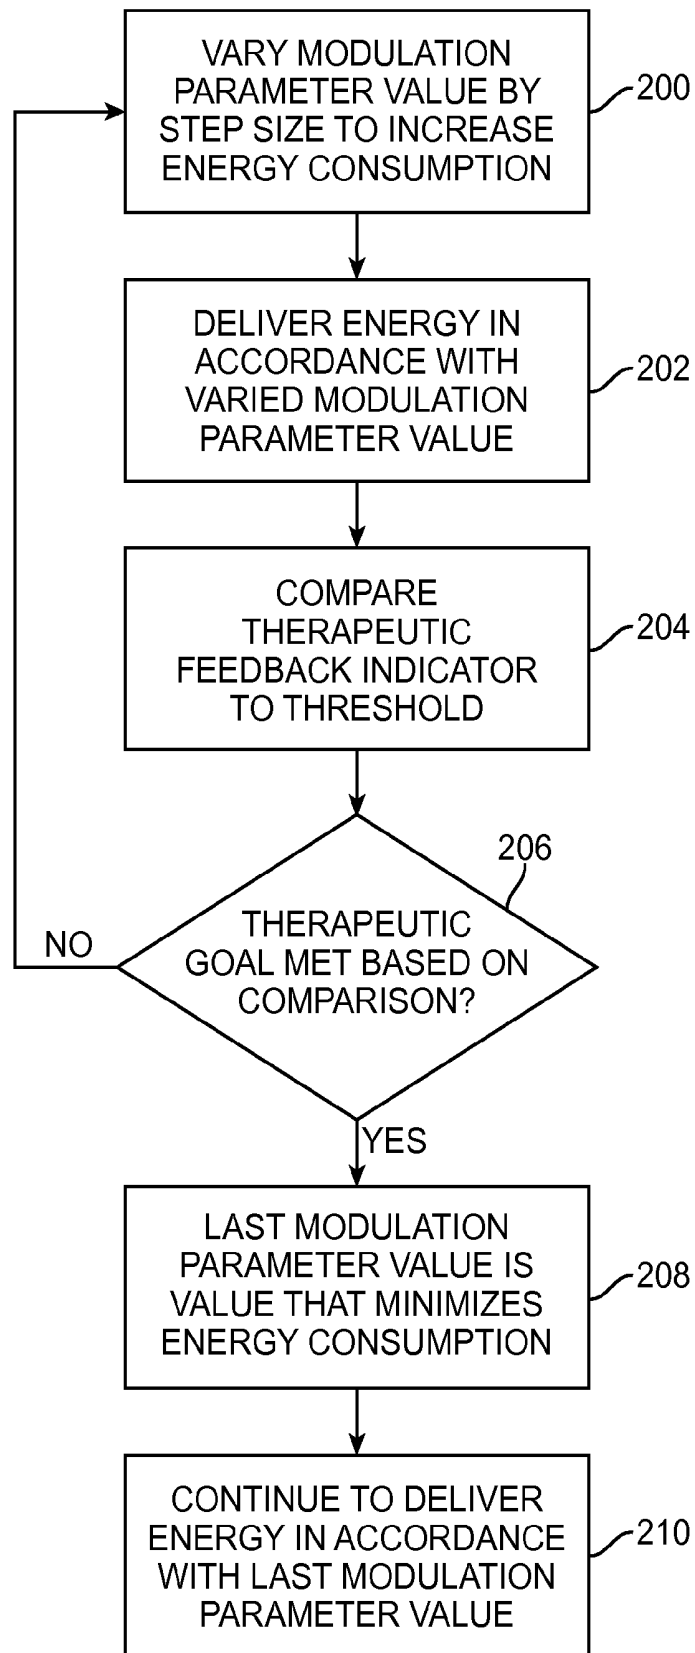 VARY MODULATION
PARAMETER VALUE BY
STEP SIZE TO INCREASE
ENERGY CONSUMPTION
200
DELIVER ENERGY IN
ACCORDANCE WITH
VARIED MODULATION
PARAMETER VALUE
202
COMPARE
THERAPEUTIC
FEEDBACK INDICATOR
TO THRESHOLD
204
206
THERAPEUTIC
GOAL MET BASED ON
COMPARISON?
NO
YES
LAST MODULATION
PARAMETER VALUE IS
VALUE THAT MINIMIZES
ENERGY CONSUMPTION
208
CONTINUE TO DELIVER
ENERGY IN ACCORDANCE
WITH LAST MODULATION
PARAMETER VALUE
210